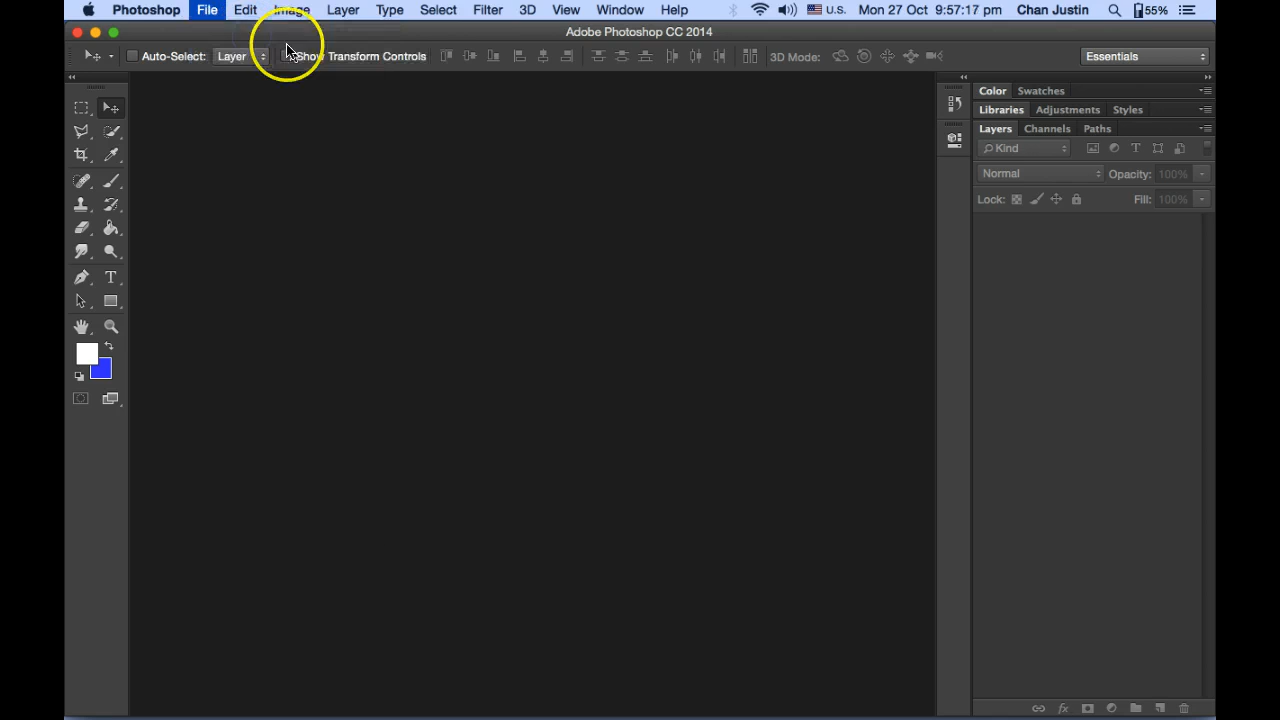 Photoshop File Edit Image Layer Type Select Filter 3D View Window Help U.S. Mon 27 Oct 9:57:17 pm Chan Justin 55%
Adobe Photoshop CC 2014
Auto-Select: Layer Show Transform Controls 3D Mode: Essentials
Color Swatches
Libraries Adjustments Styles
Layers Channels Paths
Kind
Normal Opacity: 100%
Lock: Fill: 100%